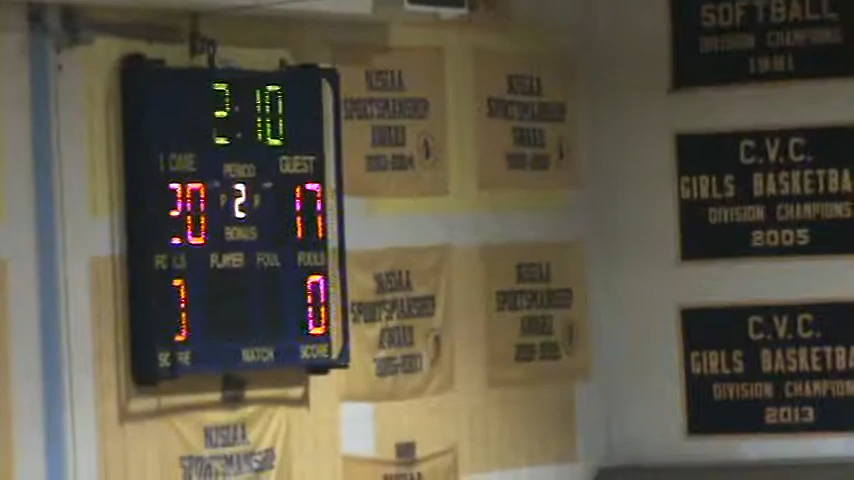 2:10
HOME
PERIOD
GUEST
20
P 2 P
17
BONUS
FOULS
PLAYER FOUL
FOULS
0
SCORE
MATCH
SCORE
NJSIAA
SPORTSMANSHIP
AWARD
NJSIAA
SPORTSMANSHIP
AWARD
NJSIAA
SPORTSMANSHIP
AWARD
NJSIAA
SPORTSMANSHIP
AWARD
NJSIAA
SPORTSMANSHIP
SOFTBALL
DIVISION CHAMPIONS
C.V.C.
GIRLS BASKETBA
DIVISION CHAMPIONS
2005
C.V.C.
GIRLS BASKETBA
DIVISION CHAMPION
2013